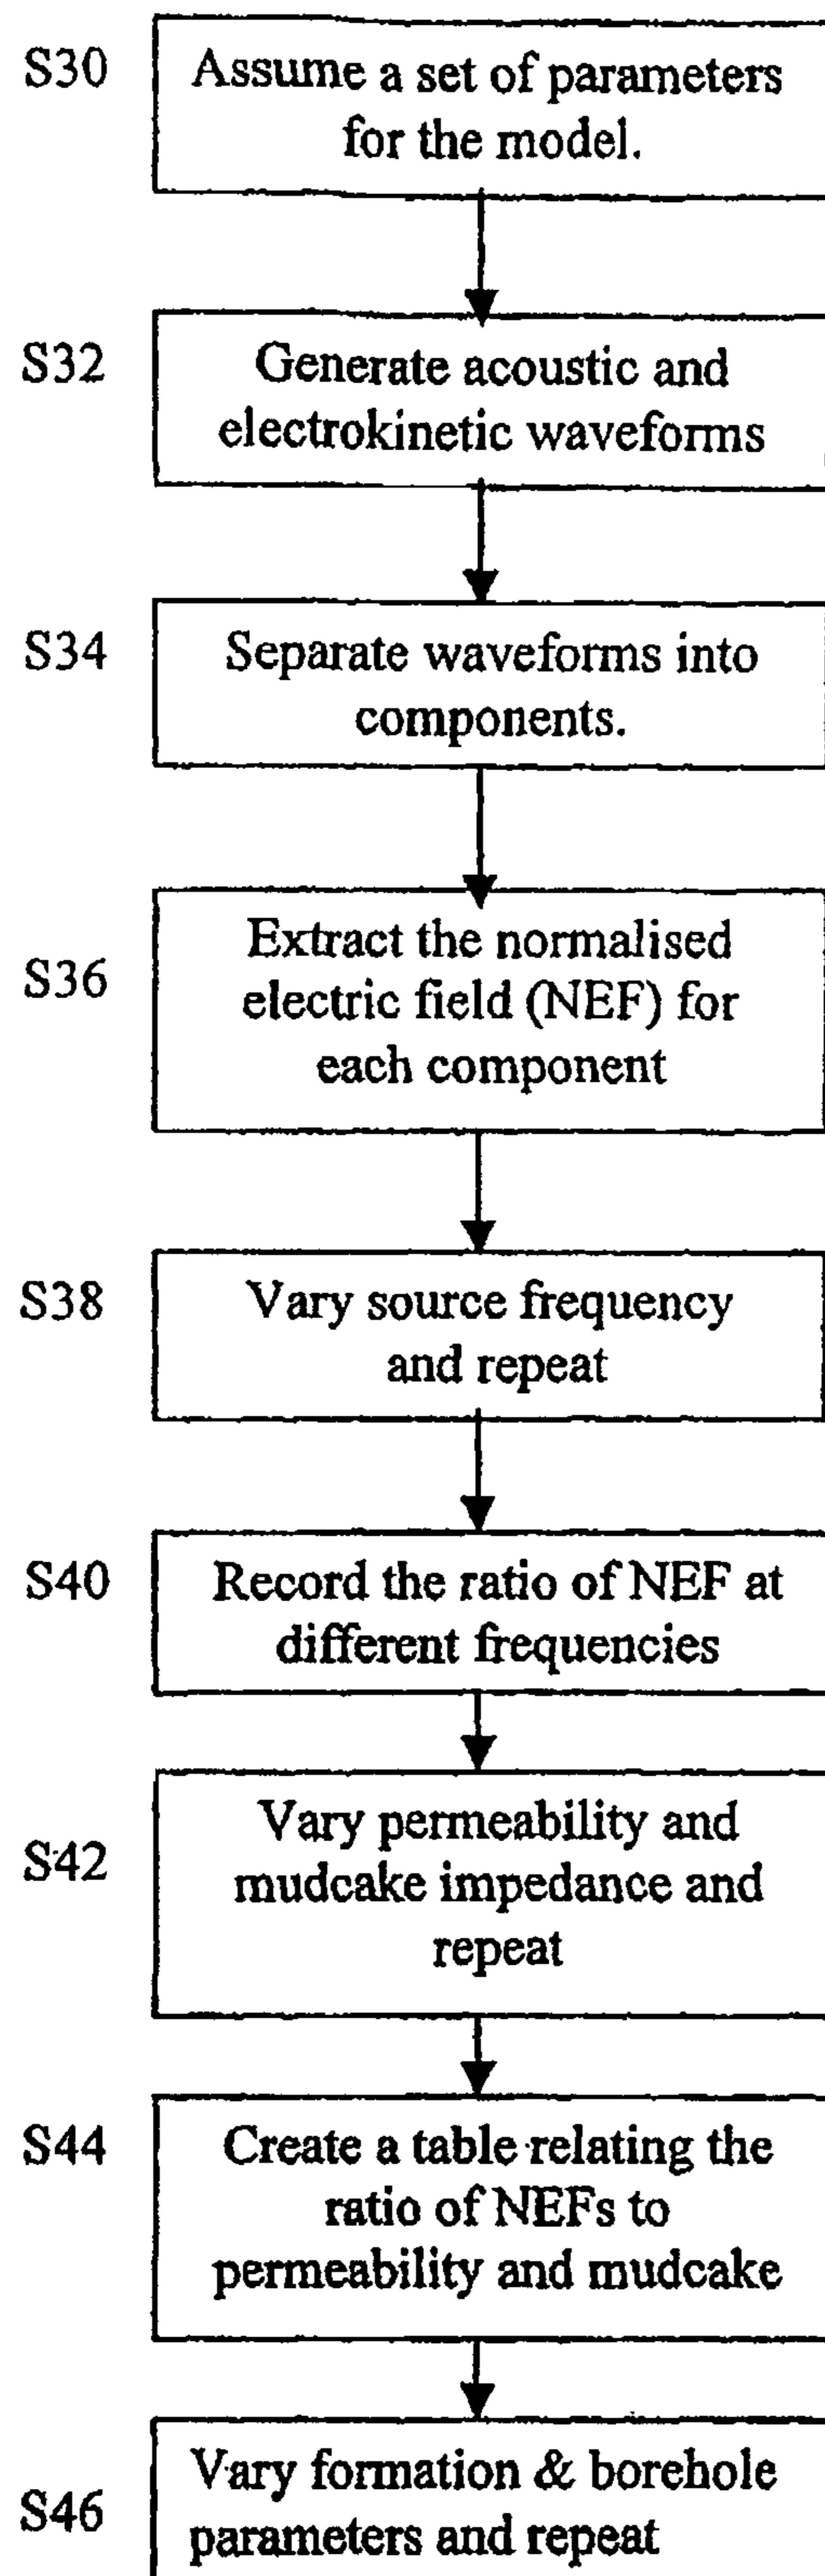 S30
Assume a set of parameters
for the model.
S32
Generate acoustic and
electrokinetic waveforms
S34
Separate waveforms into
components.
S36
Extract the normalised
electric field (NEF) for
each component
S38
Vary source frequency
and repeat
S40
Record the ratio of NEF at
different frequencies
S42
Vary permeability and
mudcake impedance and
repeat
S44
Create a table relating the
ratio of NEFs to
permeability and mudcake
S46
Vary formation & borehole
parameters and repeat